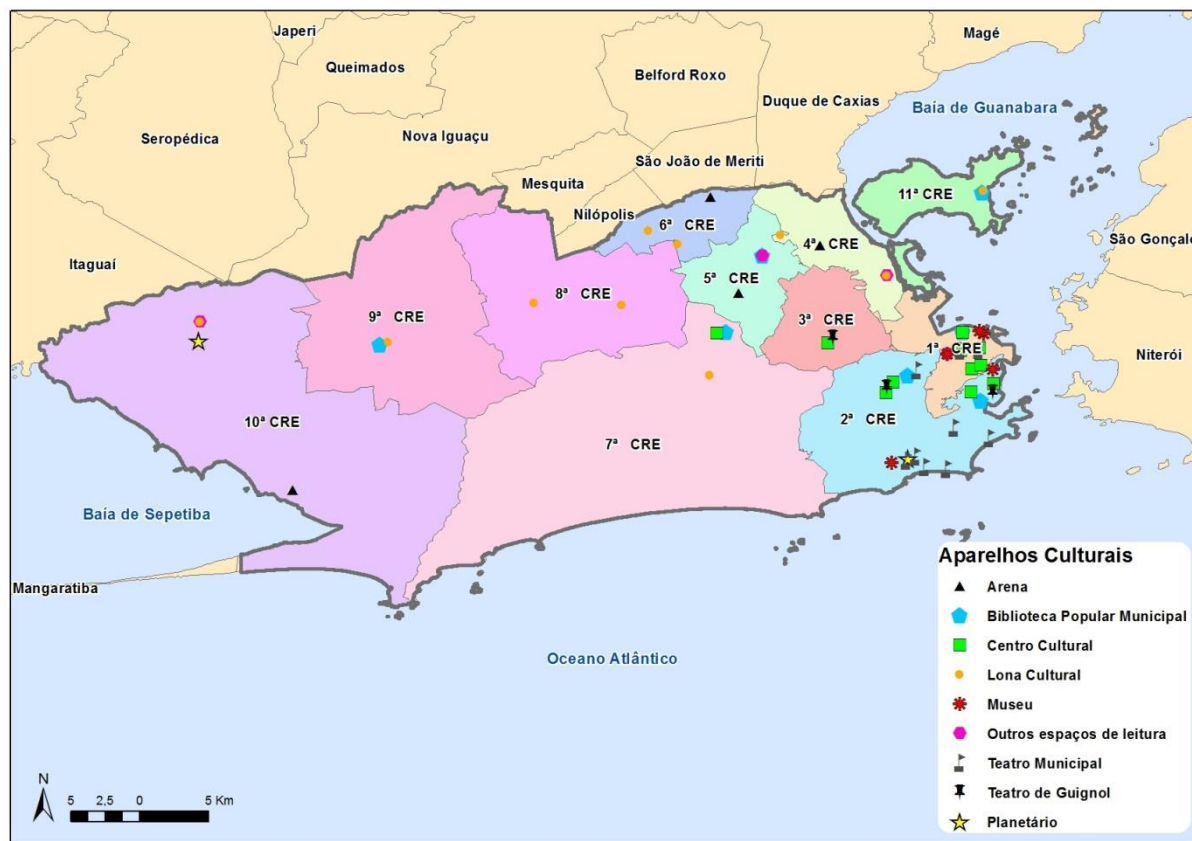 Japeri
Magé
Queimados
Belford Roxo
Duque de Caxias
Baía de Guanabara
Seropédica
Nova Iguaçu
São João de Meriti
Mesquita
11ª CRE
Nilópolis
6ª CRE
4ª CRE
São Gonçalo
Itaguaí
5ª CRE
8ª CRE
9ª CRE
3ª CRE
1ª CRE
Niterói
10ª CRE
7ª CRE
2ª CRE
Baía de Sepetiba
Mangaratiba
Oceano Atlântico
Aparelhos Culturais
Arena
Biblioteca Popular Municipal
Centro Cultural
Lona Cultural
Museu
Outros espaços de leitura
Teatro Municipal
Teatro de Guignol
Planetário
N
5 2,5 0 5 Km